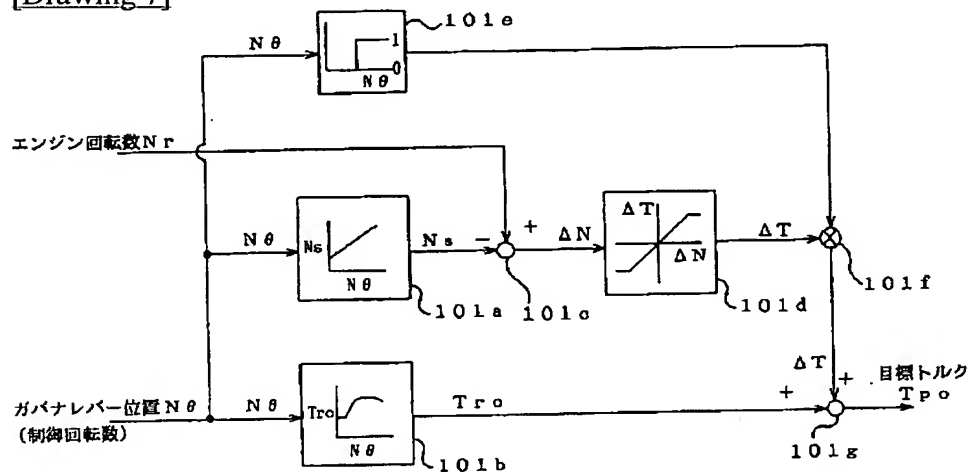 [Drawing 7]
101e
Nθ
1
0
Nθ
エンジン回転数Nr
Nθ
Ns
Nθ
101a
Ns
－
＋
101c
ΔN
ΔT
ΔN
101d
ΔT
101f
ガバナレバー位置Nθ
(制御回転数)
Nθ
Tro
Nθ
101b
Tro
＋
ΔT
＋
101g
目標トルク
Tpo